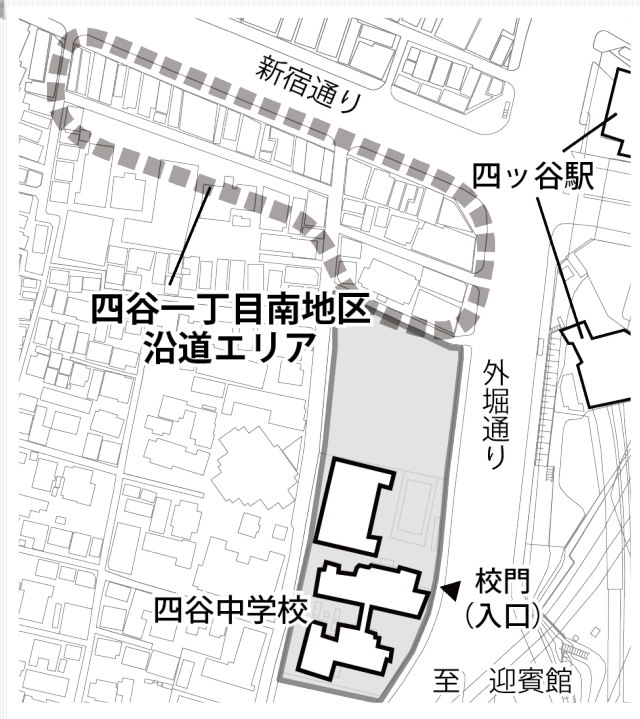 新宿通り
四ッ谷駅
四谷一丁目南地区
沿道エリア
外堀通り
四谷中学校
校門
(入口)
至　迎賓館